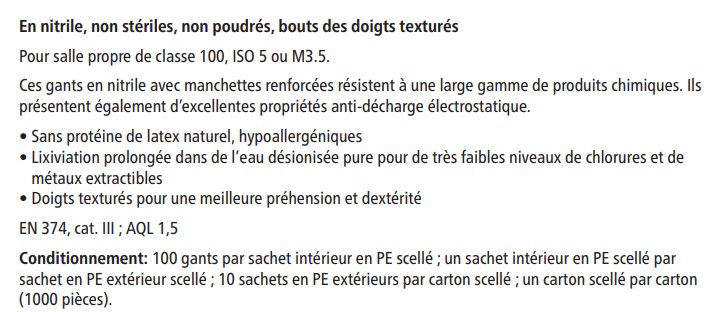 En nitrile, non stériles, non poudrés, bouts des doigts texturés
Pour salle propre de classe 100, ISO 5 ou M3.5.
Ces gants en nitrile avec manchettes renforcées résistent à une large gamme de produits chimiques. Ils
présentent également d'excellentes propriétés anti-décharge électrostatique.
• Sans protéine de latex naturel, hypoallergéniques
• Lixiviation prolongée dans de l'eau désionisée pure pour de très faibles niveaux de chlorures et de
métaux extractibles
• Doigts texturés pour une meilleure préhension et dextérité
EN 374, cat. III ; AQL 1,5
Conditionnement: 100 gants par sachet intérieur en PE scellé ; un sachet intérieur en PE scellé par
sachet en PE extérieur scellé ; 10 sachets en PE extérieurs par carton scellé ; un carton scellé par carton
(1000 pièces).